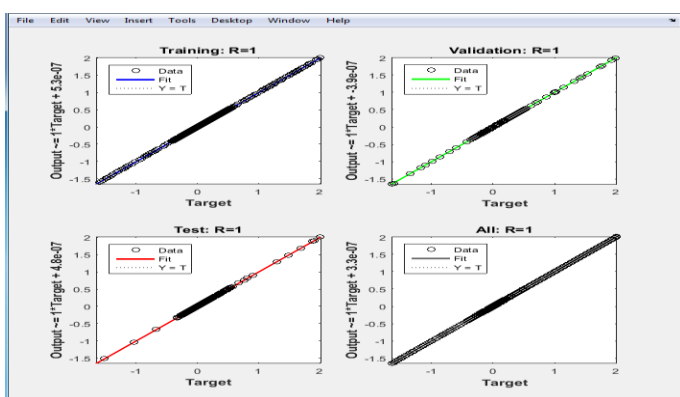 File Edit View Insert Tools Desktop Window Help
Training: R=1
Output ~= 1*Target + 5.3e-07
2
1.5
1
0.5
0
-0.5
-1
-1.5
Data
Fit
Y = T
-1 0 1 2
Target
Validation: R=1
Output ~= 1*Target + -3.9e-07
2
1.5
1
0.5
0
-0.5
-1
-1.5
Data
Fit
Y = T
-1 0 1 2
Target
Test: R=1
Output ~= 1*Target + 4.8e-07
2
1.5
1
0.5
0
-0.5
-1
-1.5
Data
Fit
Y = T
-1 0 1 2
Target
All: R=1
Output ~= 1*Target + 3.3e-07
2
1.5
1
0.5
0
-0.5
-1
-1.5
Data
Fit
Y = T
-1 0 1 2
Target